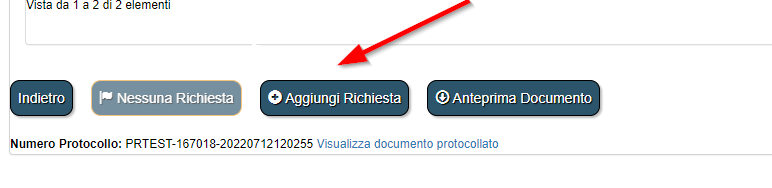 Vista da 1 a 2 di 2 elementi
Indietro
Nessuna Richiesta
Aggiungi Richiesta
Anteprima Documento
Numero Protocollo: PRTEST-167018-20220712120255 Visualizza documento protocollato